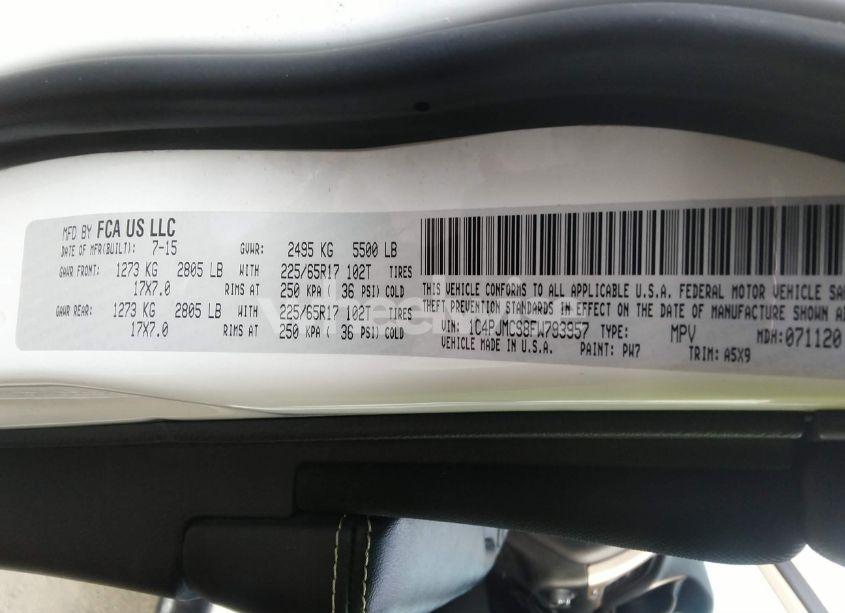 MFD BY FCA US LLC
DATE OF MFR(BUILT): 7-15 GVWR: 2495 KG 5500 LB
GAWR FRONT: 1273 KG 2805 LB WITH 225/65R17 102T TIRES
17X7.0 RIMS AT 250 KPA ( 36 PSI) COLD
GAWR REAR: 1273 KG 2805 LB WITH 225/65R17 102T TIRES
17X7.0 RIMS AT 250 KPA ( 36 PSI) COLD
THIS VEHICLE CONFORMS TO ALL APPLICABLE U.S.A. FEDERAL MOTOR VEHICLE SA
THEFT PREVENTION STANDARDS IN EFFECT ON THE DATE OF MANUFACTURE SHOWN A
VIN: 1C4PJMCS8FW783957 TYPE: MPV MDH:071120
VEHICLE MADE IN U.S.A. PAINT: PW7 TRIM: A5X9